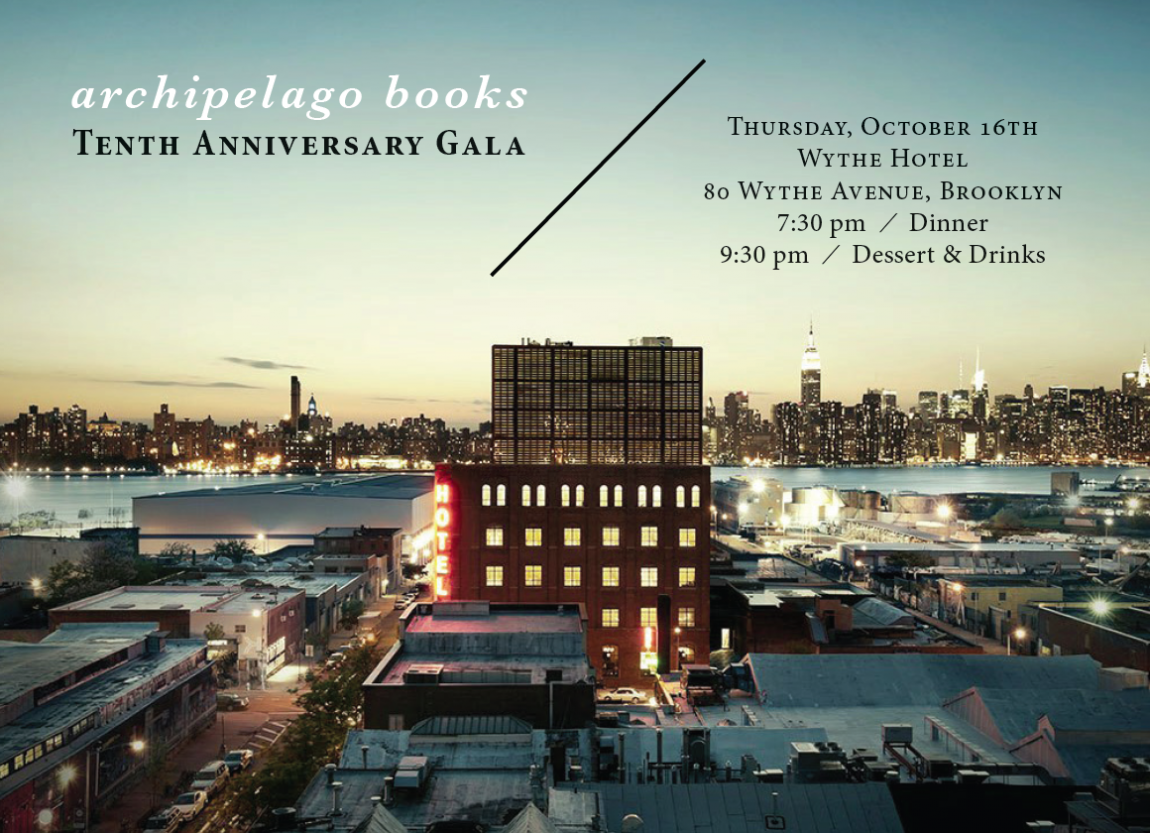 archipelago books
Tenth Anniversary Gala
Thursday, October 16th
Wythe Hotel
80 Wythe Avenue, Brooklyn
7:30 pm / Dinner
9:30 pm / Dessert & Drinks
HOTEL